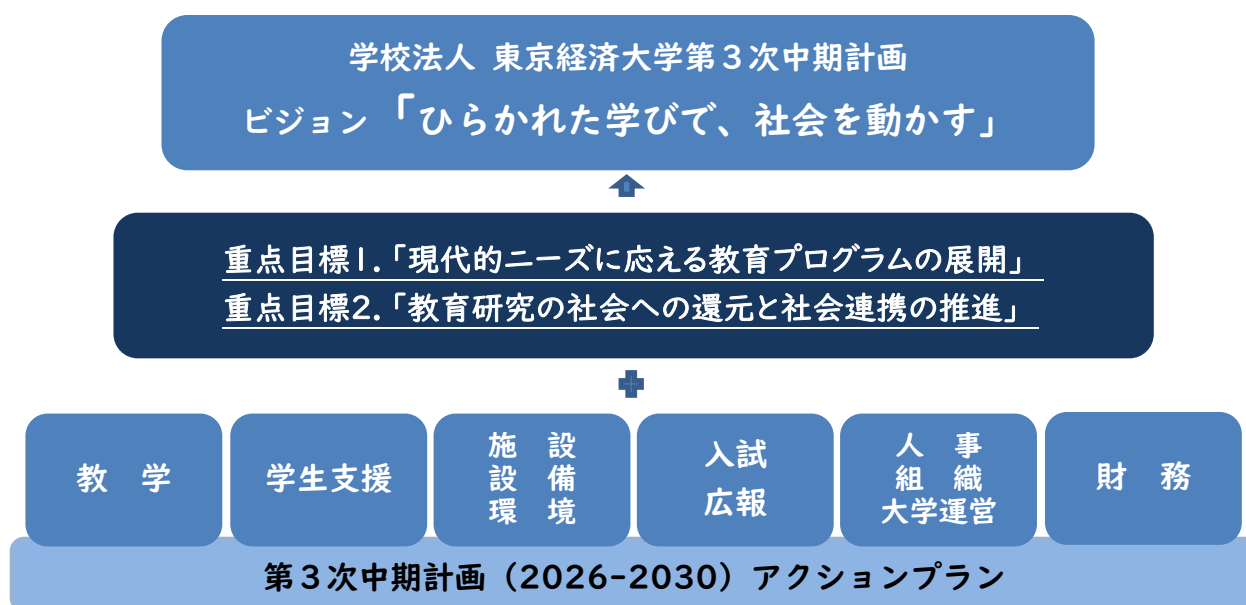 学校法人 東京経済大学第3次中期計画
ビジョン 「ひらかれた学びで、社会を動かす」
重点目標1.「現代的ニーズに応える教育プログラムの展開」
重点目標2.「教育研究の社会への還元と社会連携の推進」
教 学
学生支援
施 設
設 備
環 境
入試
広報
人 事
組 織
大学運営
財 務
第3次中期計画(2026-2030)アクションプラン